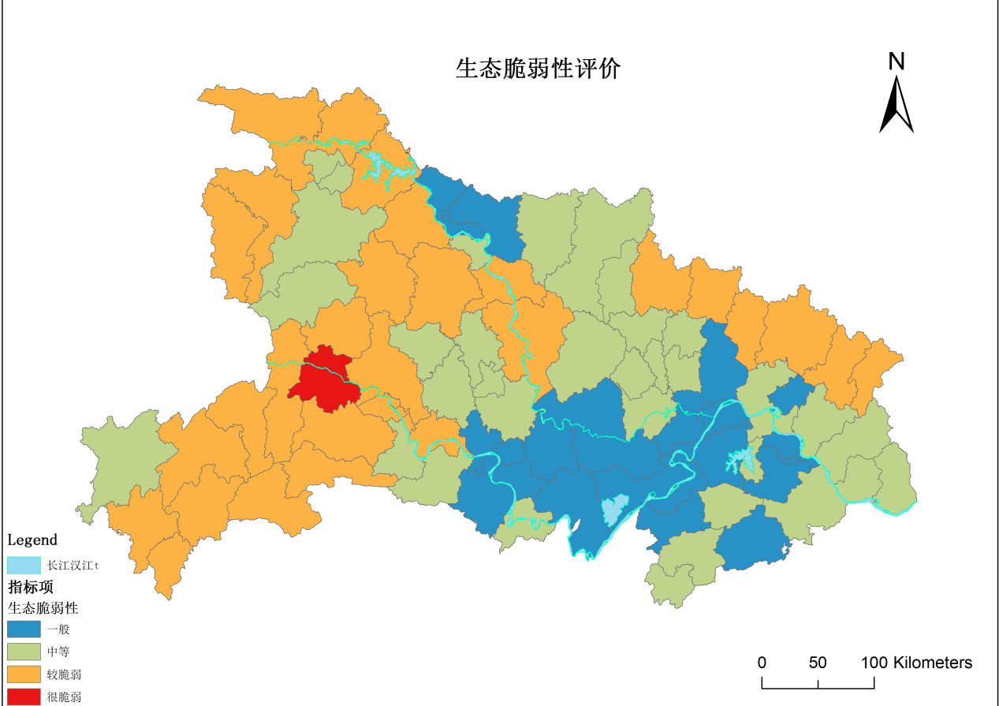 生态脆弱性评价
N
Legend
长江汉江t
指标项
生态脆弱性
一般
中等
较脆弱
很脆弱
0 50 100 Kilometers